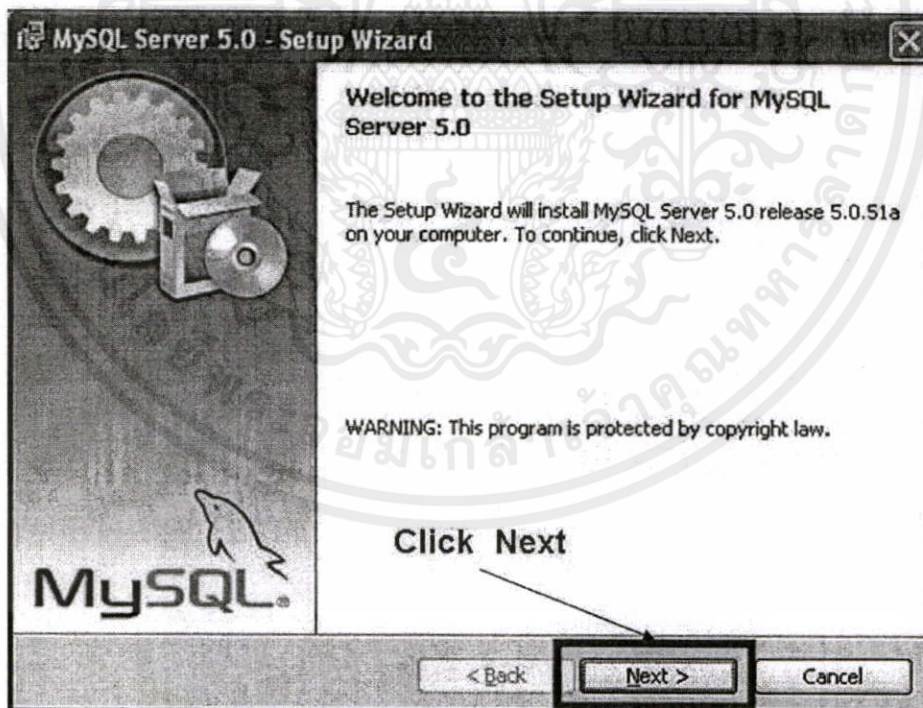 MySQL Server 5.0 - Setup Wizard
Welcome to the Setup Wizard for MySQL
Server 5.0
The Setup Wizard will install MySQL Server 5.0 release 5.0.51a
on your computer. To continue, click Next.
WARNING: This program is protected by copyright law.
Click Next
MySQL®
< Back
Next >
Cancel